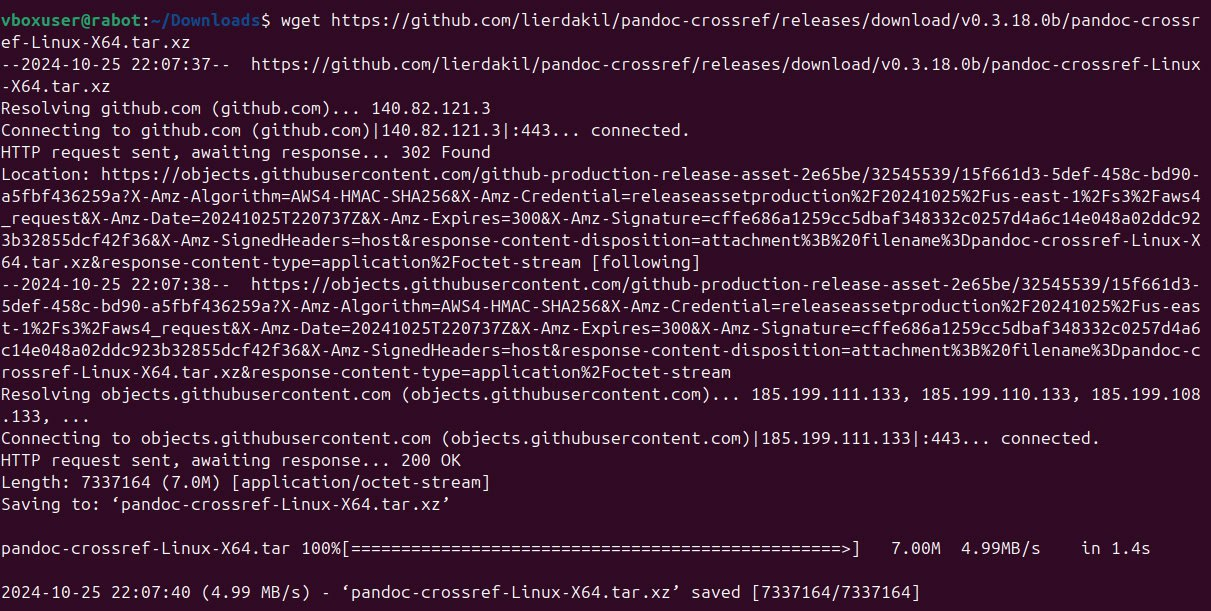 vboxuser@rabot:~/Downloads$ wget https://github.com/lierdakil/pandoc-crossref/releases/download/v0.3.18.0b/pandoc-crossr
ef-Linux-X64.tar.xz
--2024-10-25 22:07:37--  https://github.com/lierdakil/pandoc-crossref/releases/download/v0.3.18.0b/pandoc-crossref-Linux
-X64.tar.xz
Resolving github.com (github.com)... 140.82.121.3
Connecting to github.com (github.com)|140.82.121.3|:443... connected.
HTTP request sent, awaiting response... 302 Found
Location: https://objects.githubusercontent.com/github-production-release-asset-2e65be/32545539/15f661d3-5def-458c-bd90-
a5fbf436259a?X-Amz-Algorithm=AWS4-HMAC-SHA256&X-Amz-Credential=releaseassetproduction%2F20241025%2Fus-east-1%2Fs3%2Faws4
_request&X-Amz-Date=20241025T220737Z&X-Amz-Expires=300&X-Amz-Signature=cffe686a1259cc5dbaf348332c0257d4a6c14e048a02ddc92
3b32855dcf42f36&X-Amz-SignedHeaders=host&response-content-disposition=attachment%3B%20filename%3Dpandoc-crossref-Linux-X
64.tar.xz&response-content-type=application%2Foctet-stream [following]
--2024-10-25 22:07:38--  https://objects.githubusercontent.com/github-production-release-asset-2e65be/32545539/15f661d3-
5def-458c-bd90-a5fbf436259a?X-Amz-Algorithm=AWS4-HMAC-SHA256&X-Amz-Credential=releaseassetproduction%2F20241025%2Fus-eas
t-1%2Fs3%2Faws4_request&X-Amz-Date=20241025T220737Z&X-Amz-Expires=300&X-Amz-Signature=cffe686a1259cc5dbaf348332c0257d4a6
c14e048a02ddc923b32855dcf42f36&X-Amz-SignedHeaders=host&response-content-disposition=attachment%3B%20filename%3Dpandoc-c
rossref-Linux-X64.tar.xz&response-content-type=application%2Foctet-stream
Resolving objects.githubusercontent.com (objects.githubusercontent.com)... 185.199.111.133, 185.199.110.133, 185.199.108
.133, ...
Connecting to objects.githubusercontent.com (objects.githubusercontent.com)|185.199.111.133|:443... connected.
HTTP request sent, awaiting response... 200 OK
Length: 7337164 (7.0M) [application/octet-stream]
Saving to: ‘pandoc-crossref-Linux-X64.tar.xz’
pandoc-crossref-Linux-X64.tar 100%[=================================================>]   7.00M  4.99MB/s    in 1.4s
2024-10-25 22:07:40 (4.99 MB/s) - ‘pandoc-crossref-Linux-X64.tar.xz’ saved [7337164/7337164]